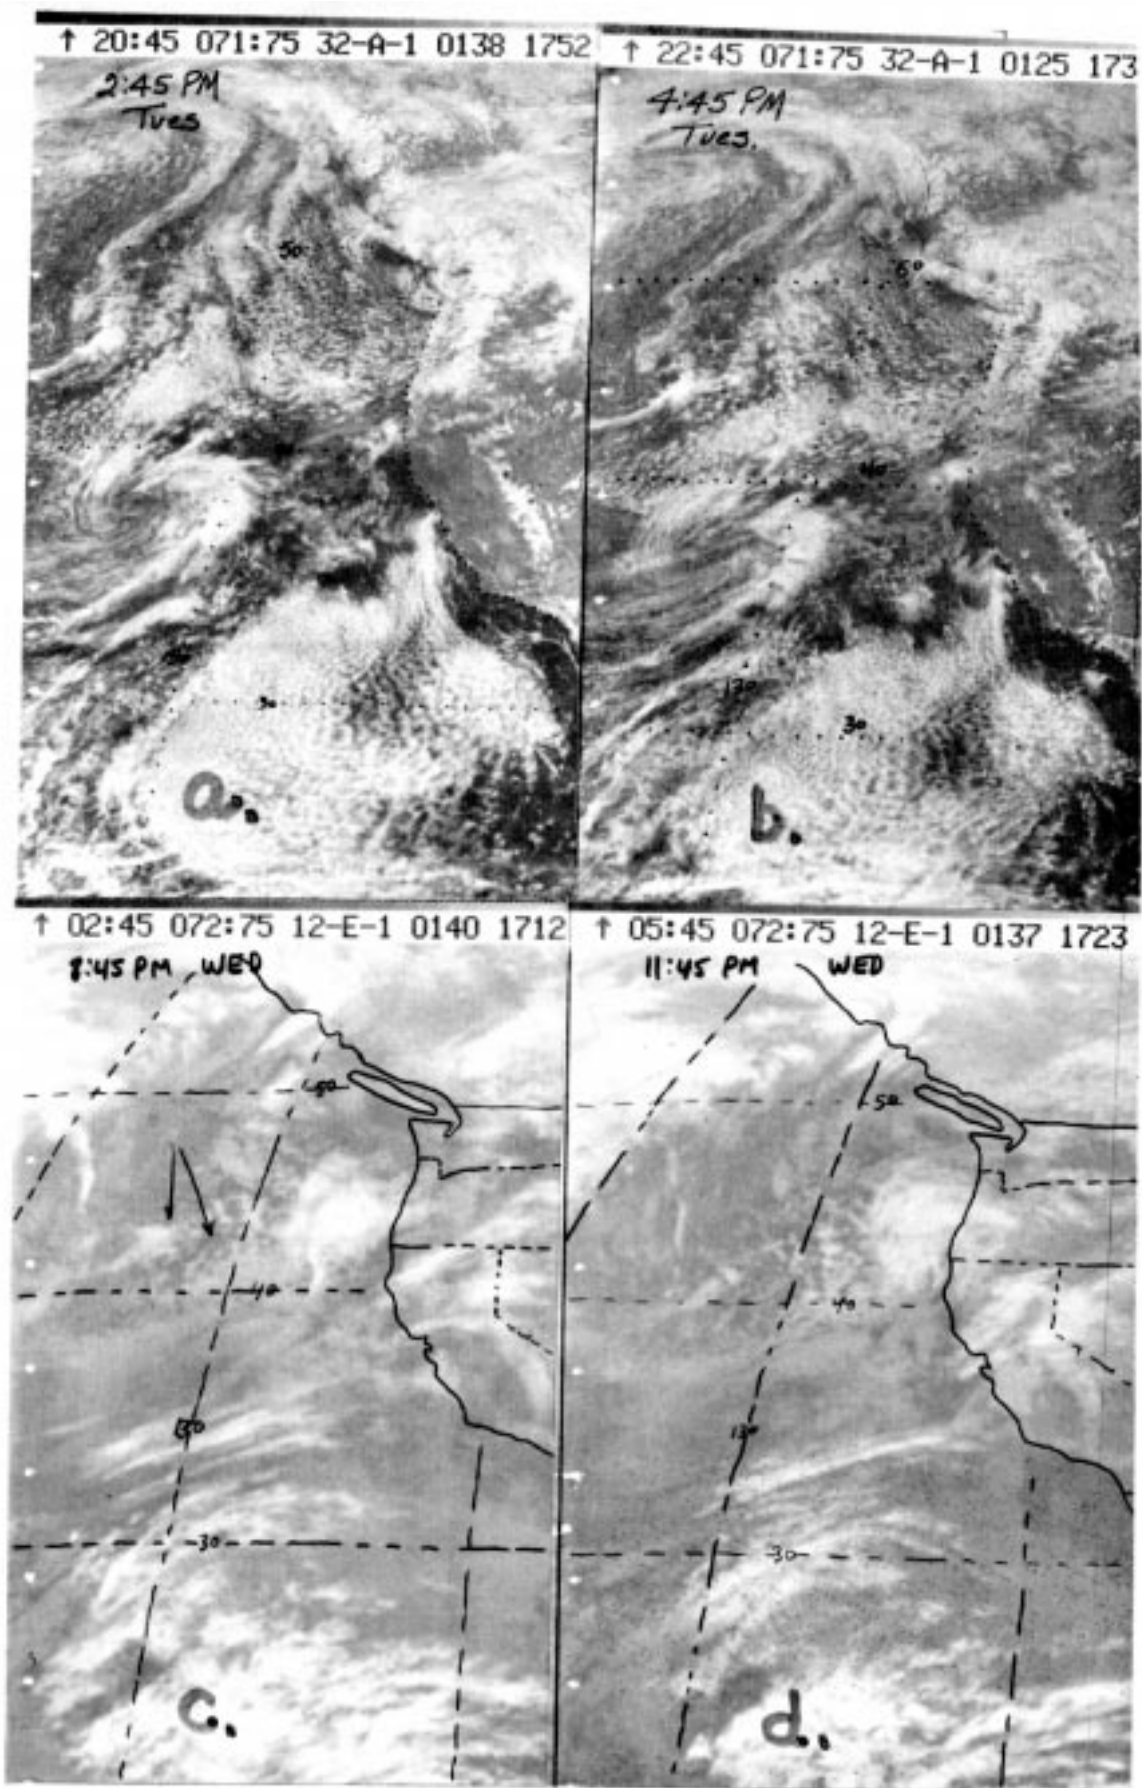 ↑ 20:45 071:75 32-A-1 0138 1752
2:45 PM
Tues
50
30
a.
↑ 22:45 071:75 32-A-1 0125 173
4:45 PM
Tues.
40
30
b.
↑ 02:45 072:75 12-E-1 0140 1712
8:45 PM WED
50
40
130
30
c.
↑ 05:45 072:75 12-E-1 0137 1723
11:45 PM WED
50
40
130
30
d.